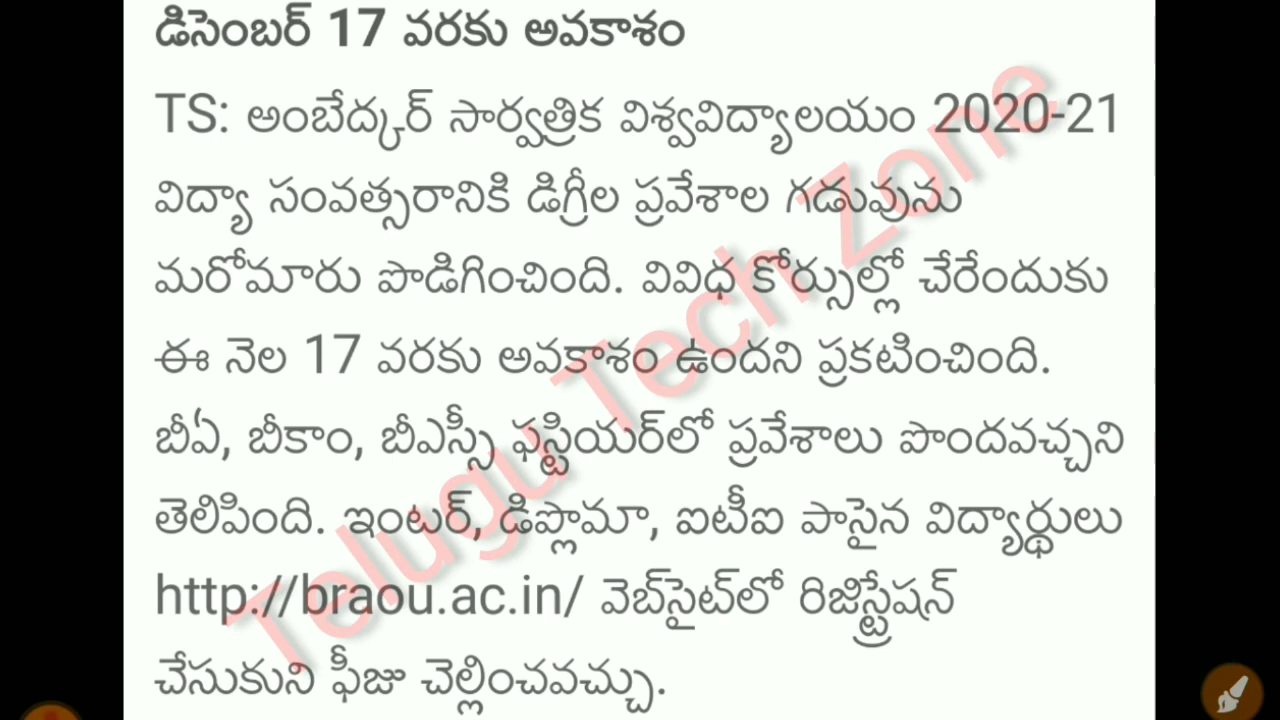 డిసెంబర్ 17 వరకు అవకాశం
TS: అంబేద్కర్ సార్వత్రిక విశ్వవిద్యాలయం 2020-21
విద్యా సంవత్సరానికి డిగ్రీల ప్రవేశాల గడువును
మరోమారు పొడిగించింది. వివిధ కోర్సుల్లో చేరేందుకు
ఈ నెల 17 వరకు అవకాశం ఉందని ప్రకటించింది.
బీఏ, బీకాం, బీఎస్సీ ఫస్టియర్‌లో ప్రవేశాలు పొందవచ్చని
తెలిపింది. ఇంటర్, డిప్లొమా, ఐటీఐ పాసైన విద్యార్థులు
http://braou.ac.in/ వెబ్‌సైట్‌లో రిజిస్ట్రేషన్
చేసుకుని ఫీజు చెల్లించవచ్చు.
Telugu Tech Zone